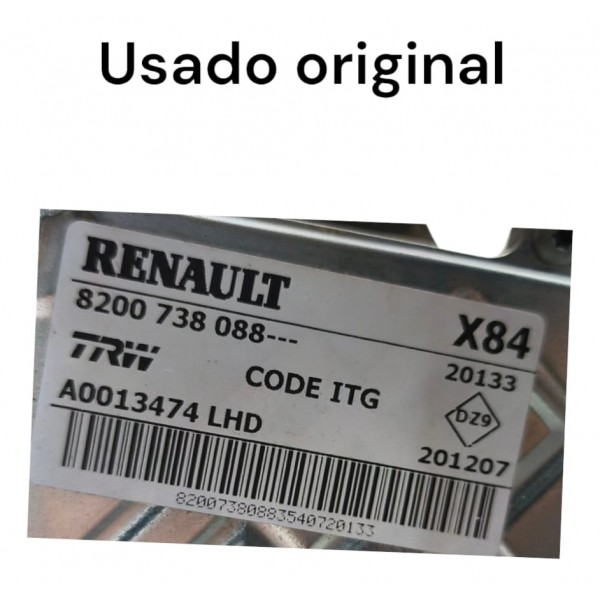 Usado original
RENAULT
8200 738 088---
X84
TRW
CODE ITG
20133
A0013474 LHD
DZ9
201207
82007380883540720133